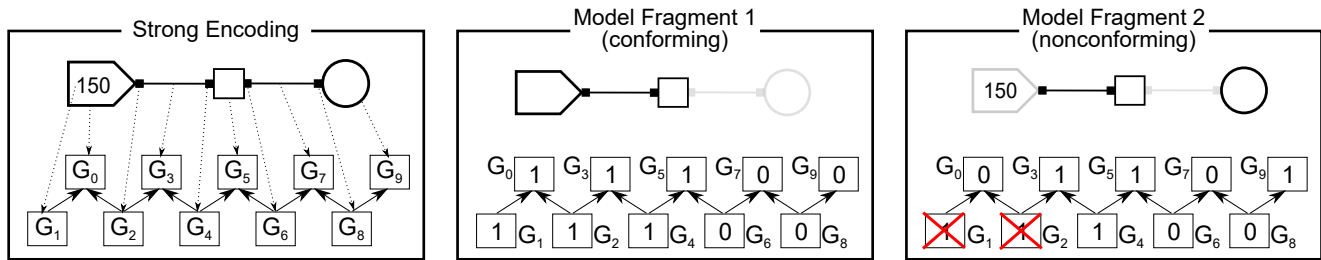 Strong Encoding
150
G₀ G₃ G₅ G₇ G₉
G₁ G₂ G₄ G₆ G₈
Model Fragment 1
(conforming)
G₀ 1 G₃ 1 G₅ 1 G₇ 0 G₉ 0
1 G₁ 1 G₂ 1 G₄ 0 G₆ 0 G₈
Model Fragment 2
(nonconforming)
150
G₀ 0 G₃ 1 G₅ 1 G₇ 0 G₉ 1
1 G₁ 1 G₂ 1 G₄ 0 G₆ 0 G₈